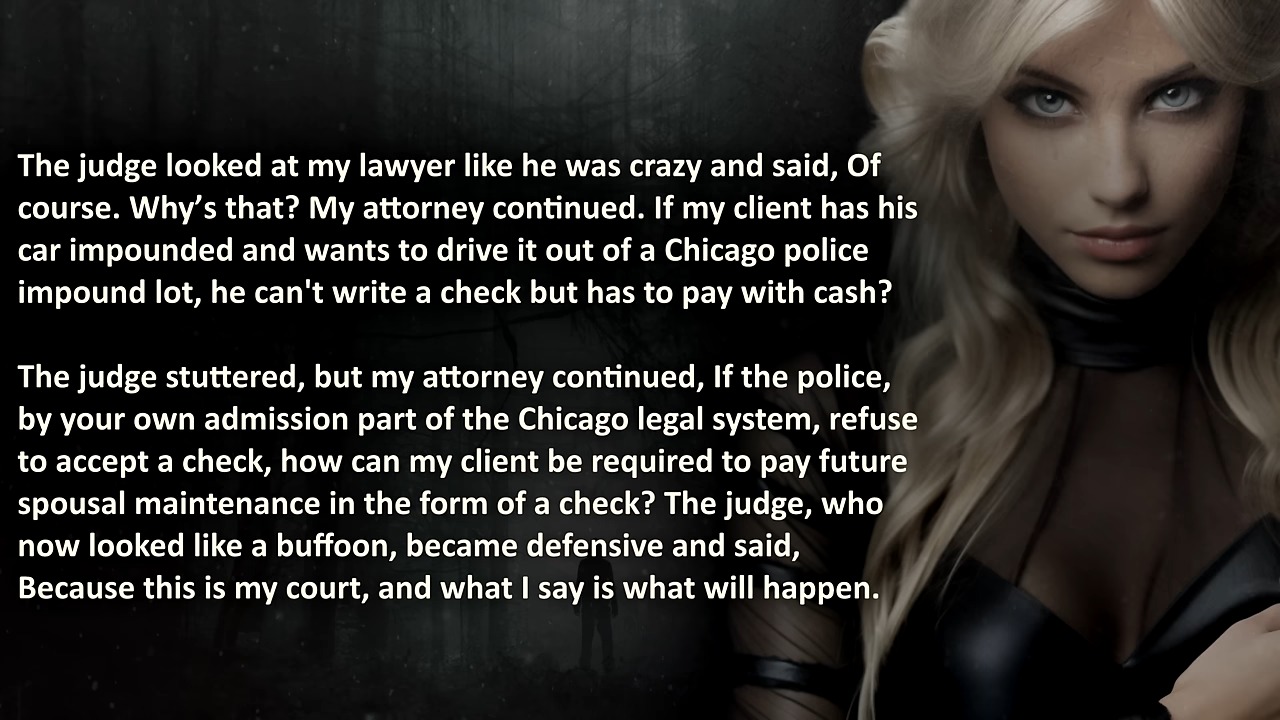 The judge looked at my lawyer like he was crazy and said, Of
course. Why’s that? My attorney continued. If my client has his
car impounded and wants to drive it out of a Chicago police
impound lot, he can't write a check but has to pay with cash?
The judge stuttered, but my attorney continued, If the police,
by your own admission part of the Chicago legal system, refuse
to accept a check, how can my client be required to pay future
spousal maintenance in the form of a check? The judge, who
now looked like a buffoon, became defensive and said,
Because this is my court, and what I say is what will happen.